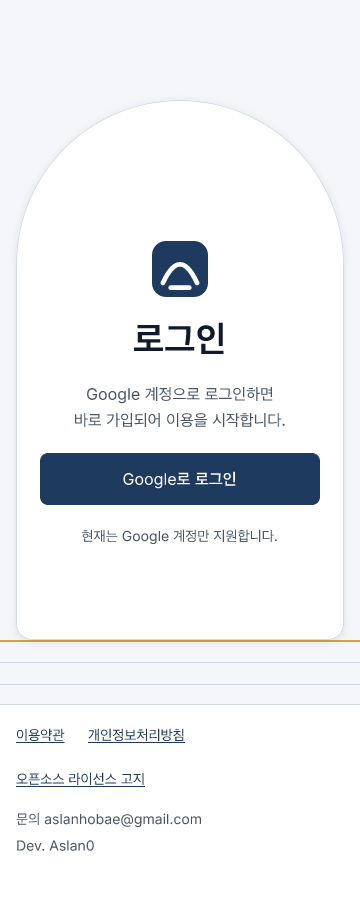 로그인
Google 계정으로 로그인하면
바로 가입되어 이용을 시작합니다.
Google로 로그인
현재는 Google 계정만 지원합니다.
이용약관 개인정보처리방침
오픈소스 라이선스 고지
문의 aslanhobae@gmail.com
Dev. Aslan0